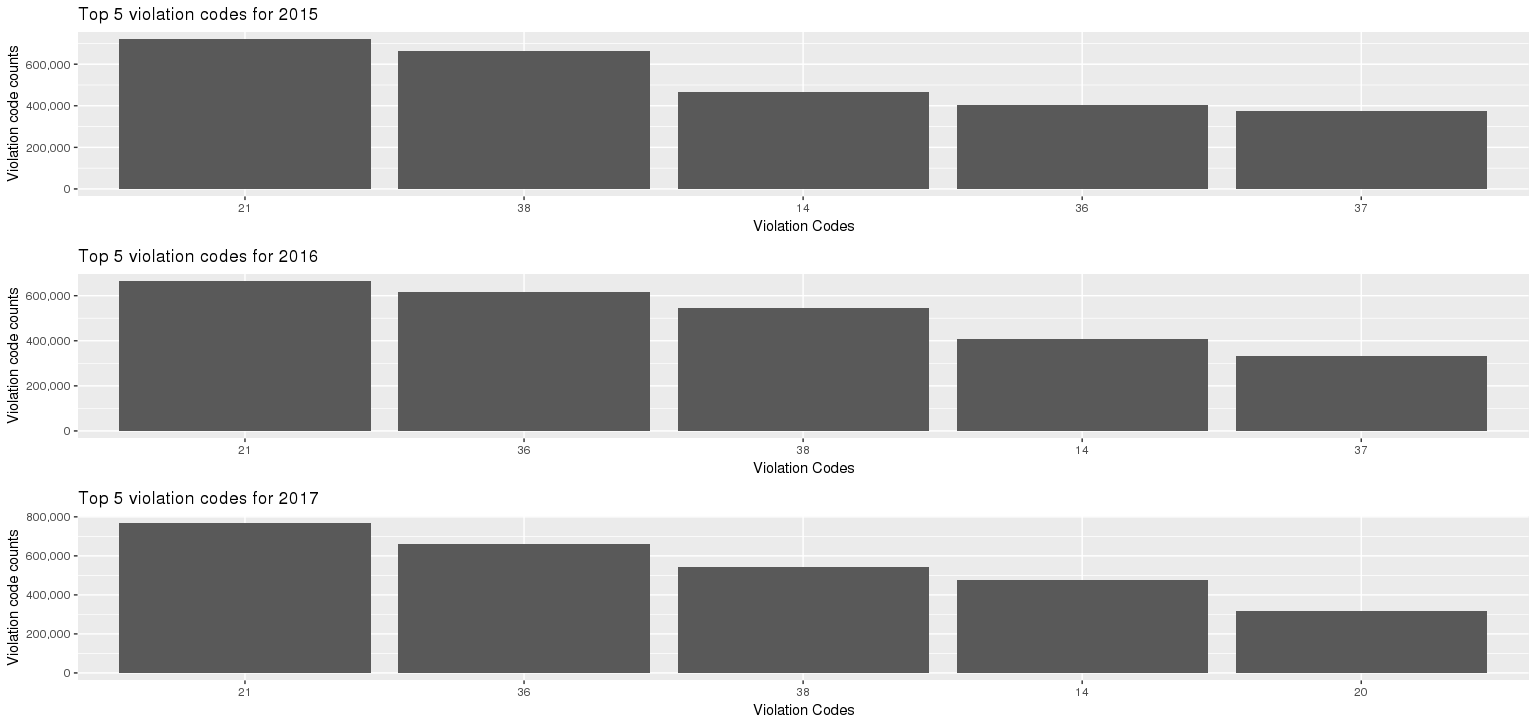 Top 5 violation codes for 2015
Violation code counts
600,000
400,000
200,000
0
21 38 14 36 37
Violation Codes
Top 5 violation codes for 2016
Violation code counts
600,000
400,000
200,000
0
21 36 38 14 37
Violation Codes
Top 5 violation codes for 2017
Violation code counts
800,000
600,000
400,000
200,000
0
21 36 38 14 20
Violation Codes